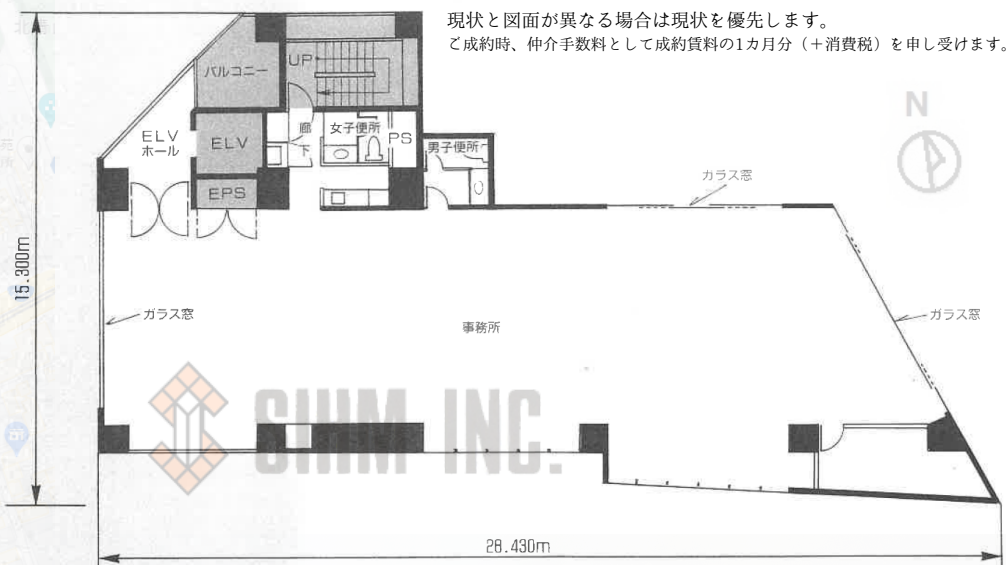 現状と図面が異なる場合は現状を優先します。
ご成約時、仲介手数料として成約賃料の1カ月分（＋消費税）を申し受けます。
バルコニー
UP
N
ELV
ホール
ELV
廊
下
女子便所
PS
男子便所
EPS
ガラス窓
15.300m
ガラス窓
事務所
ガラス窓
SIHM INC.
28.430m